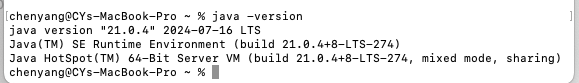 [chenyang@CYs-MacBook-Pro ~ % java -version]
java version "21.0.4" 2024-07-16 LTS
Java(TM) SE Runtime Environment (build 21.0.4+8-LTS-274)
Java HotSpot(TM) 64-Bit Server VM (build 21.0.4+8-LTS-274, mixed mode, sharing)
chenyang@CYs-MacBook-Pro ~ %